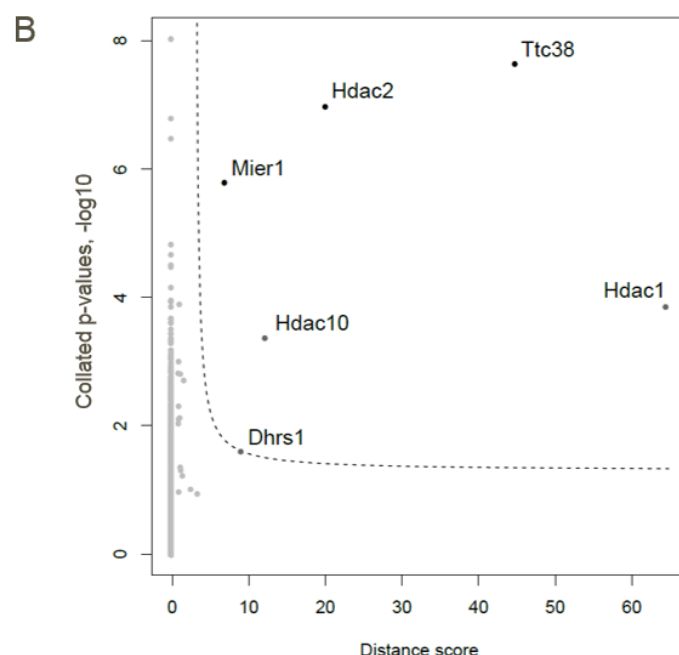 B
8
Ttc38
Hdac2
6
Mier1
Collated p-values, -log10
4
Hdac1
Hdac10
2
Dhrs1
0
0 10 20 30 40 50 60
Distance score